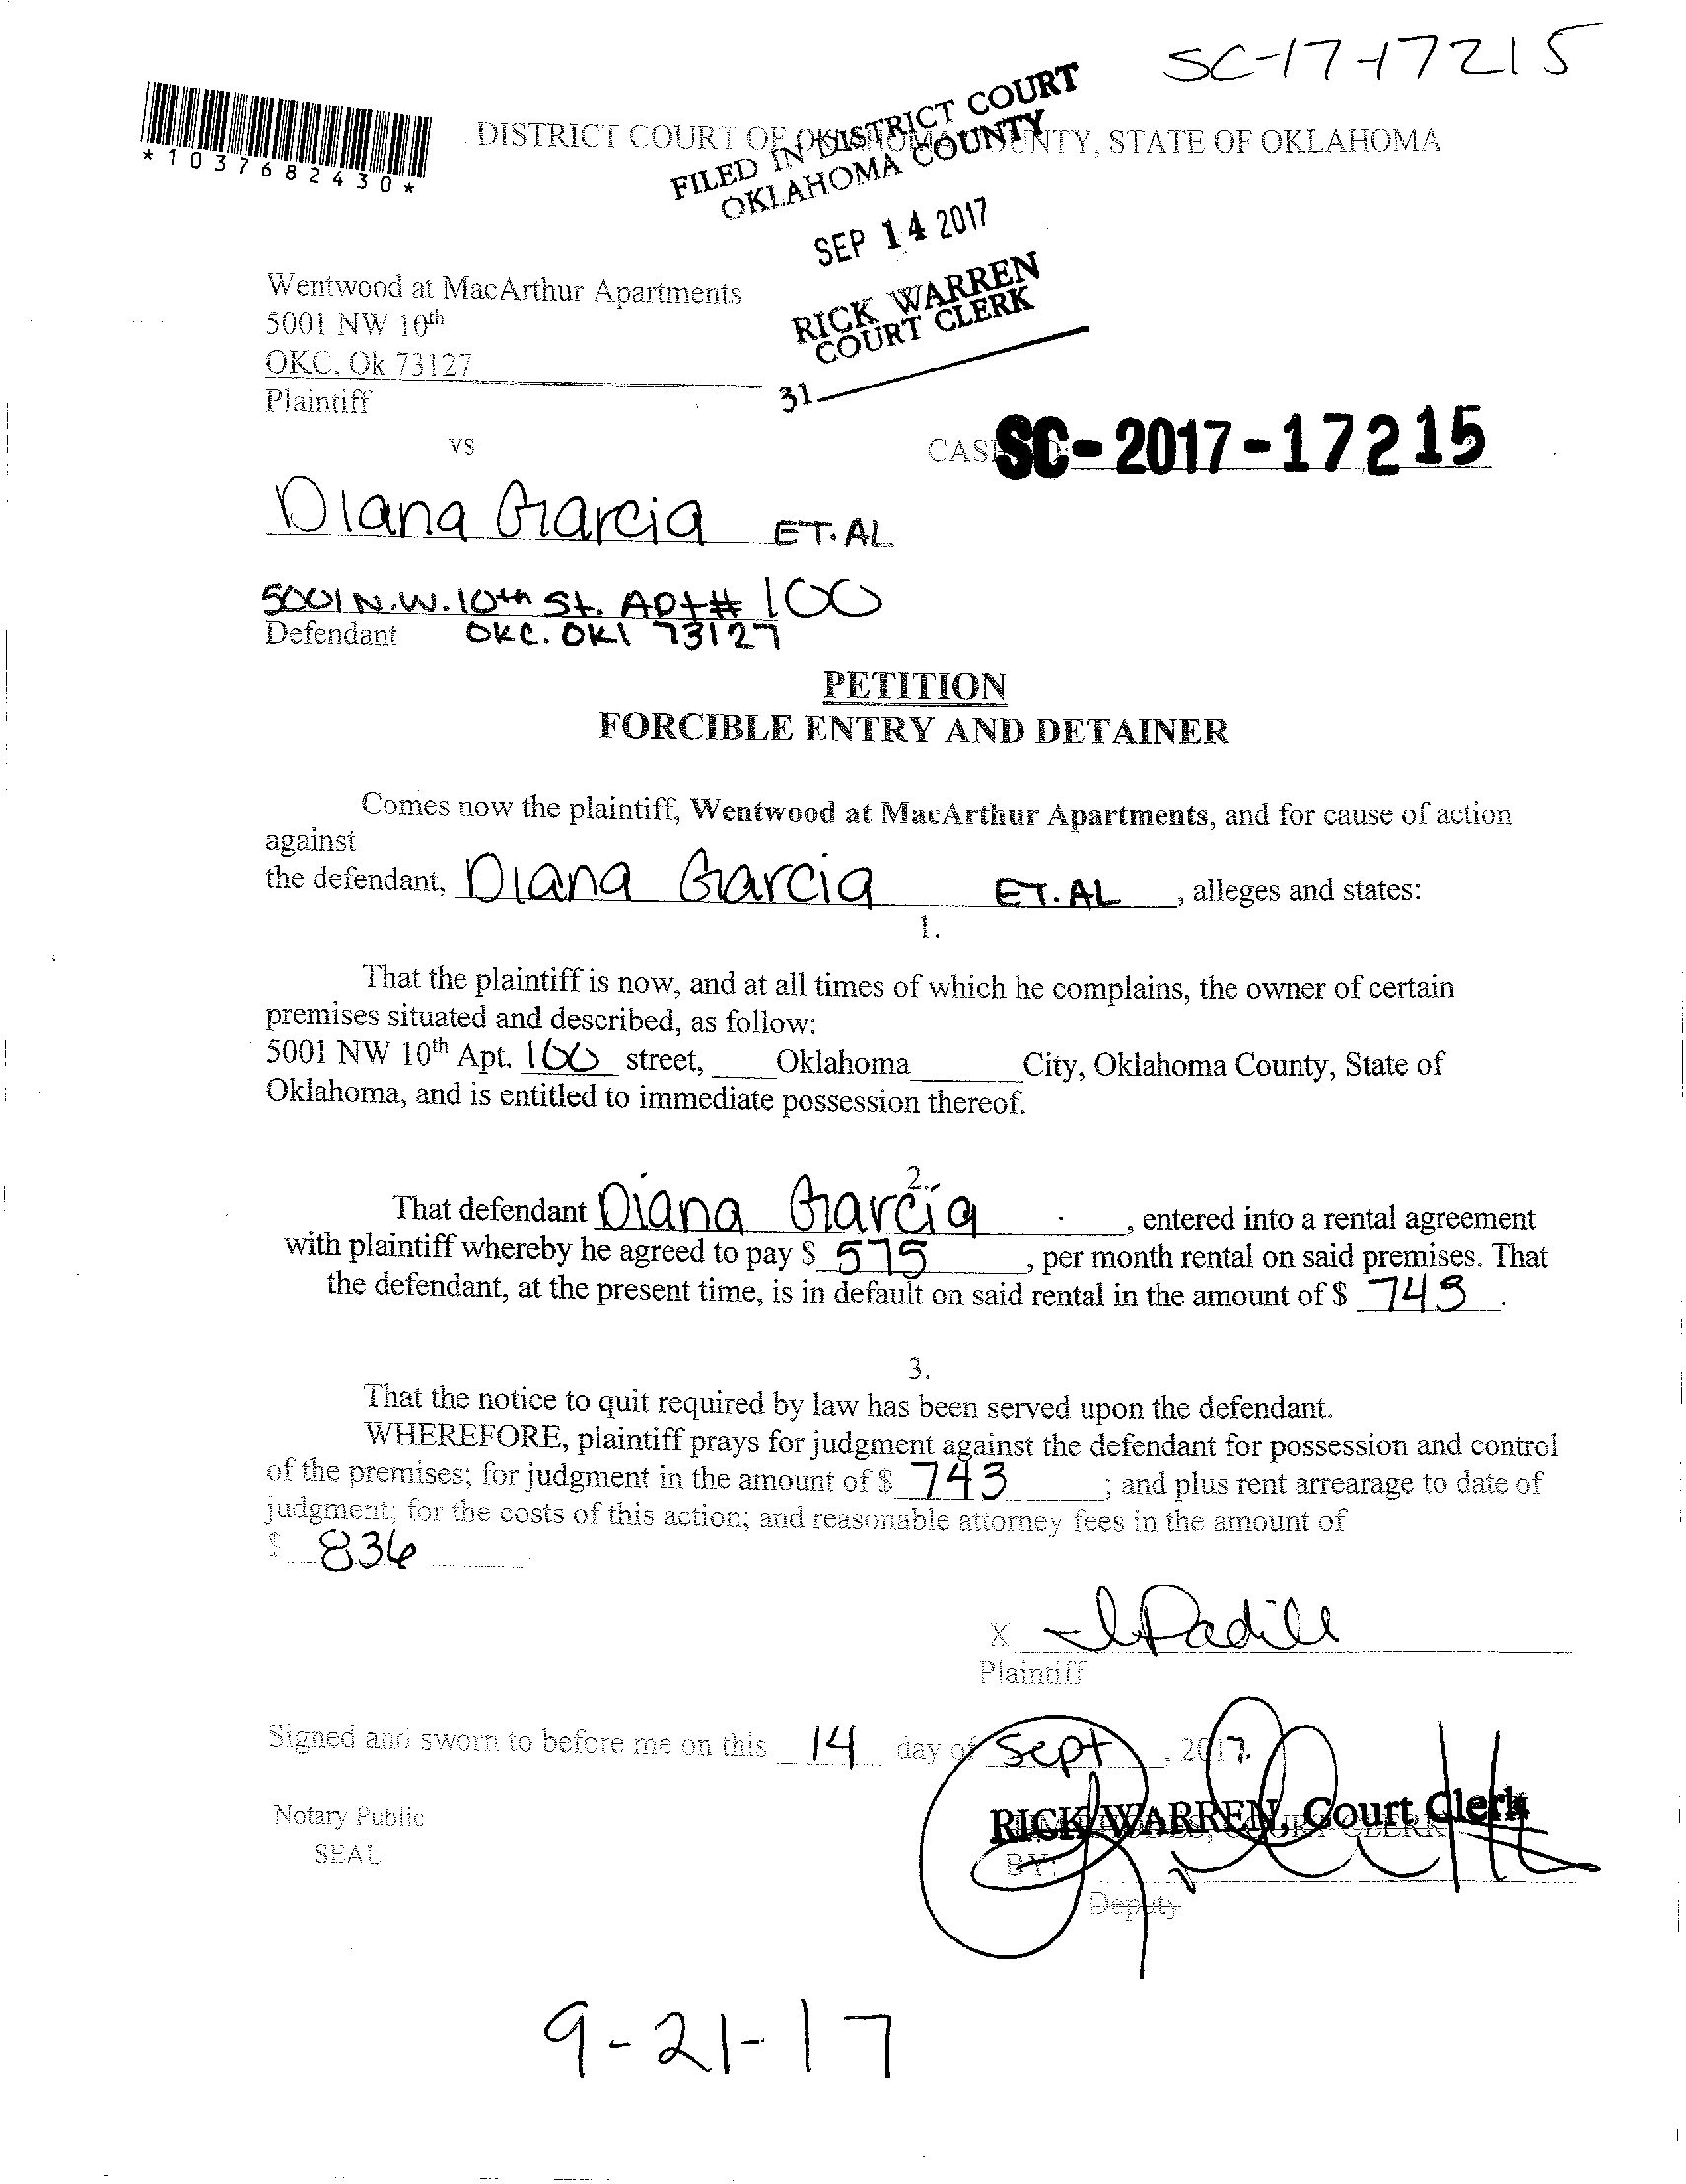 SC-17-17215
*1037682430*
DISTRICT COURT OF OKLAHOMA COUNTY, STATE OF OKLAHOMA
FILED IN DISTRICT COURT
OKLAHOMA COUNTY
SEP 14 2017
RICK WARREN
COURT CLERK
31
Wentwood at MacArthur Apartments
5001 NW 10th
OKC, Ok 73127
Plaintiff
vs
CAS SC-2017-17215
Diana Garcia ET.AL
5001 N.W. 10th St. Apt# 100
Defendant OKC. OKl 73127
PETITION
FORCIBLE ENTRY AND DETAINER
Comes now the plaintiff, Wentwood at MacArthur Apartments, and for cause of action
against
the defendant, Diana Garcia ET.AL, alleges and states:
1.
That the plaintiff is now, and at all times of which he complains, the owner of certain
premises situated and described, as follow:
5001 NW 10th Apt. 100 street, Oklahoma City, Oklahoma County, State of
Oklahoma, and is entitled to immediate possession thereof.
2.
That defendant Diana Garcia, entered into a rental agreement
with plaintiff whereby he agreed to pay $ 575, per month rental on said premises. That
the defendant, at the present time, is in default on said rental in the amount of $ 743.
3.
That the notice to quit required by law has been served upon the defendant.
WHEREFORE, plaintiff prays for judgment against the defendant for possession and control
of the premises; for judgment in the amount of $ 743; and plus rent arrearage to date of
judgment; for the costs of this action; and reasonable attorney fees in the amount of
$ 836
X
Plaintiff
Signed and sworn to before me on this 14 day of Sept, 2017.
Notary Public
SEAL
RICK WARREN, Court Clerk
COURT CLERK
BY:
Deputy
9-21-17